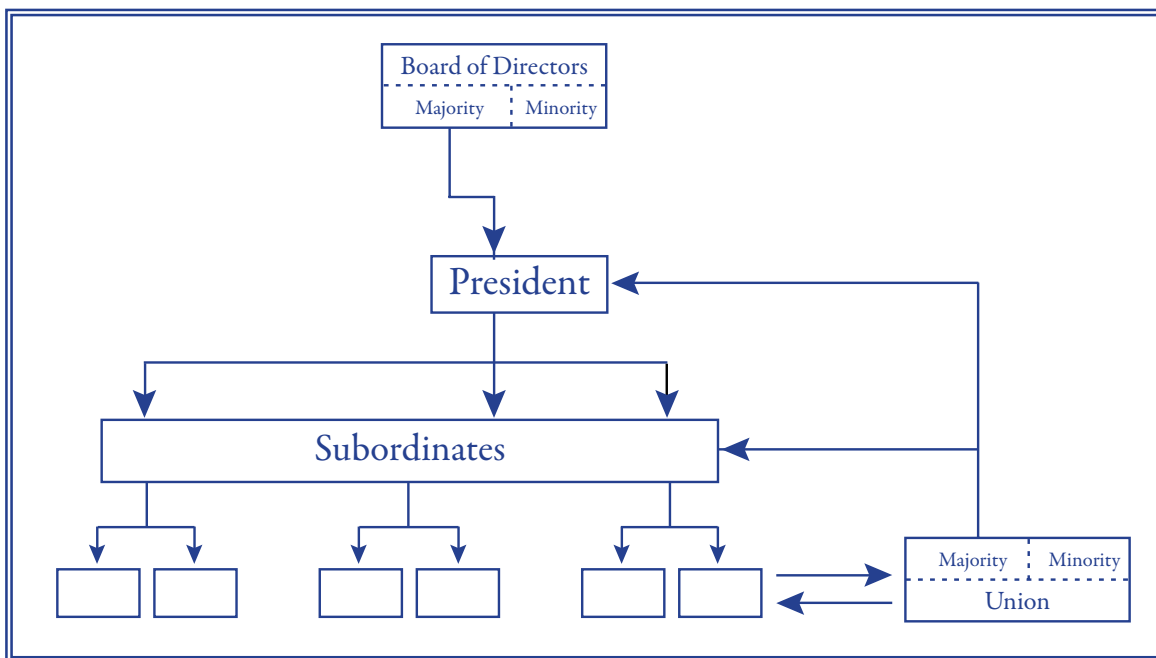 Board of Directors
Majority Minority
President
Subordinates
Majority Minority
Union